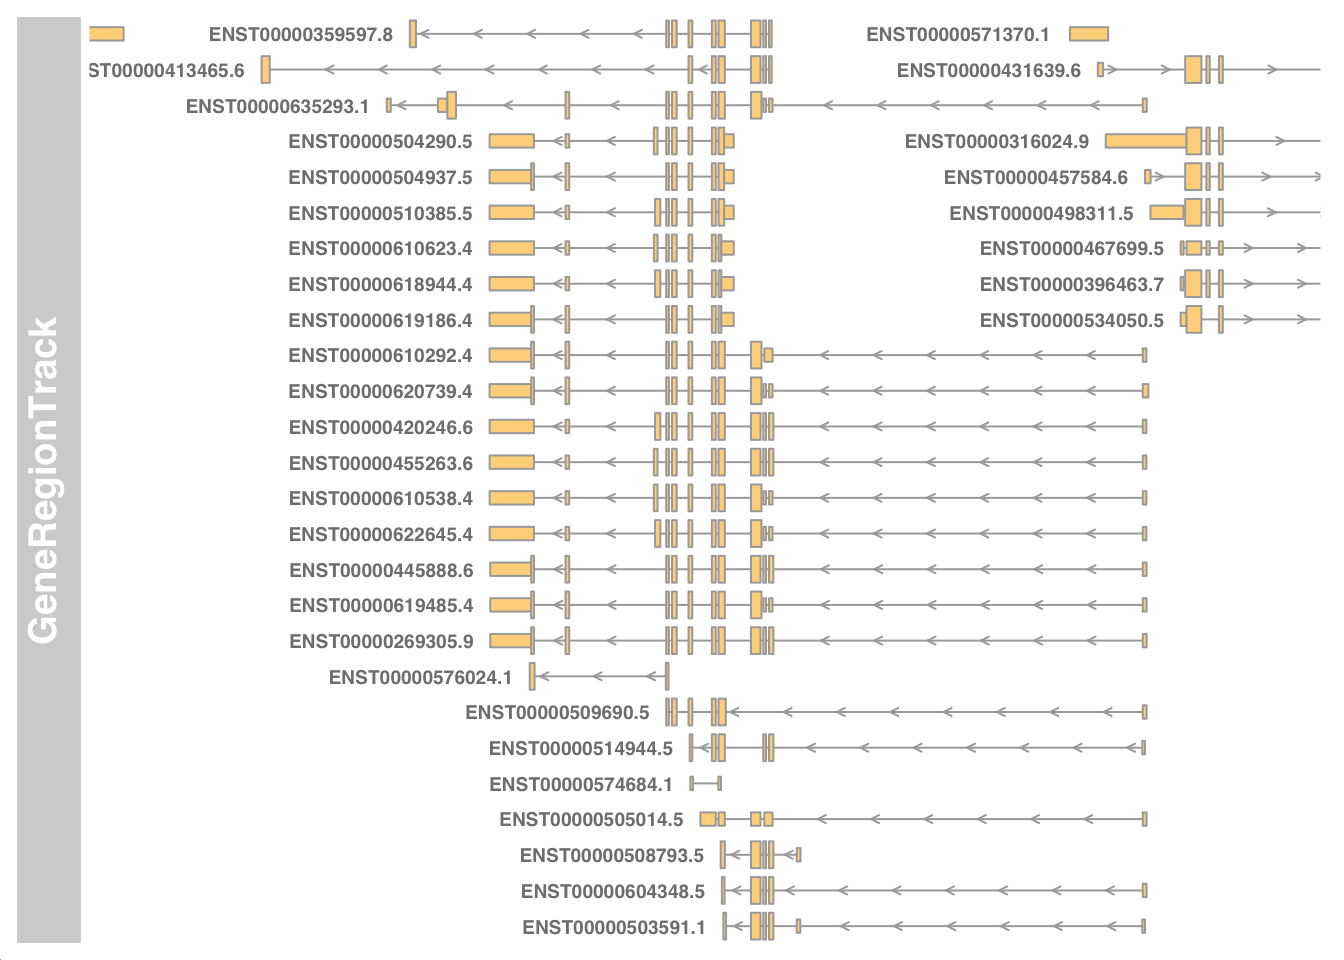 GeneRegionTrack
ENST00000359597.8
ENST00000571370.1
ST00000413465.6
ENST00000431639.6
ENST00000635293.1
ENST00000504290.5
ENST00000316024.9
ENST00000504937.5
ENST00000457584.6
ENST00000510385.5
ENST00000498311.5
ENST00000610623.4
ENST00000467699.5
ENST00000618944.4
ENST00000396463.7
ENST00000619186.4
ENST00000534050.5
ENST00000610292.4
ENST00000620739.4
ENST00000420246.6
ENST00000455263.6
ENST00000610538.4
ENST00000622645.4
ENST00000445888.6
ENST00000619485.4
ENST00000269305.9
ENST00000576024.1
ENST00000509690.5
ENST00000514944.5
ENST00000574684.1
ENST00000505014.5
ENST00000508793.5
ENST00000604348.5
ENST00000503591.1